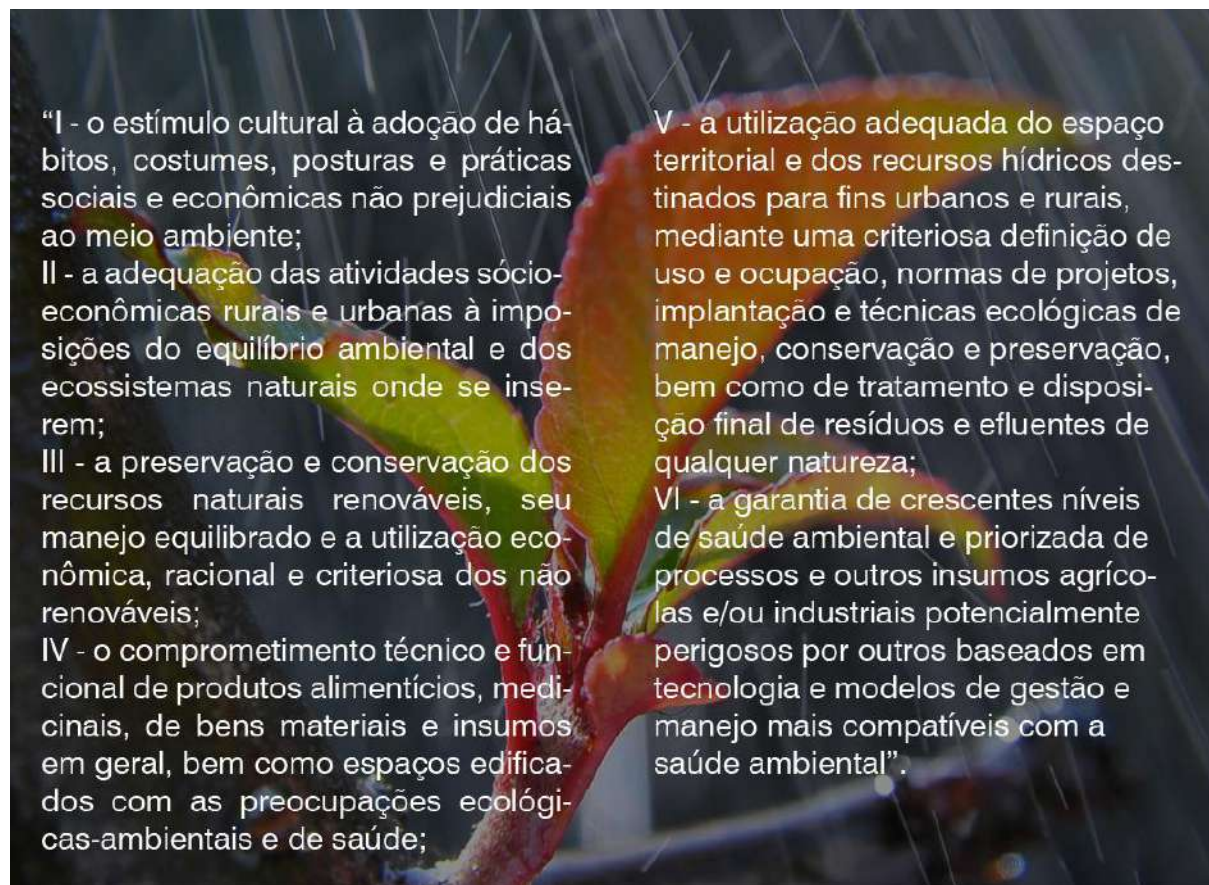 “I - o estímulo cultural à adoção de há-
bitos, costumes, posturas e práticas
sociais e econômicas não prejudiciais
ao meio ambiente;
II - a adequação das atividades sócio-
econômicas rurais e urbanas à impo-
sições do equilíbrio ambiental e dos
ecossistemas naturais onde se inse-
rem;
III - a preservação e conservação dos
recursos naturais renováveis, seu
manejo equilibrado e a utilização eco-
nômica, racional e criteriosa dos não
renováveis;
IV - o comprometimento técnico e fun-
cional de produtos alimentícios, medi-
cinais, de bens materiais e insumos
em geral, bem como espaços edifica-
dos com as preocupações ecológi-
cas-ambientais e de saúde;
V - a utilização adequada do espaço
territorial e dos recursos hídricos des-
tinados para fins urbanos e rurais,
mediante uma criteriosa definição de
uso e ocupação, normas de projetos,
implantação e técnicas ecológicas de
manejo, conservação e preservação,
bem como de tratamento e disposi-
ção final de resíduos e efluentes de
qualquer natureza;
VI - a garantia de crescentes níveis
de saúde ambiental e priorizada de
processos e outros insumos agríco-
las e/ou industriais potencialmente
perigosos por outros baseados em
tecnologia e modelos de gestão e
manejo mais compatíveis com a
saúde ambiental”.